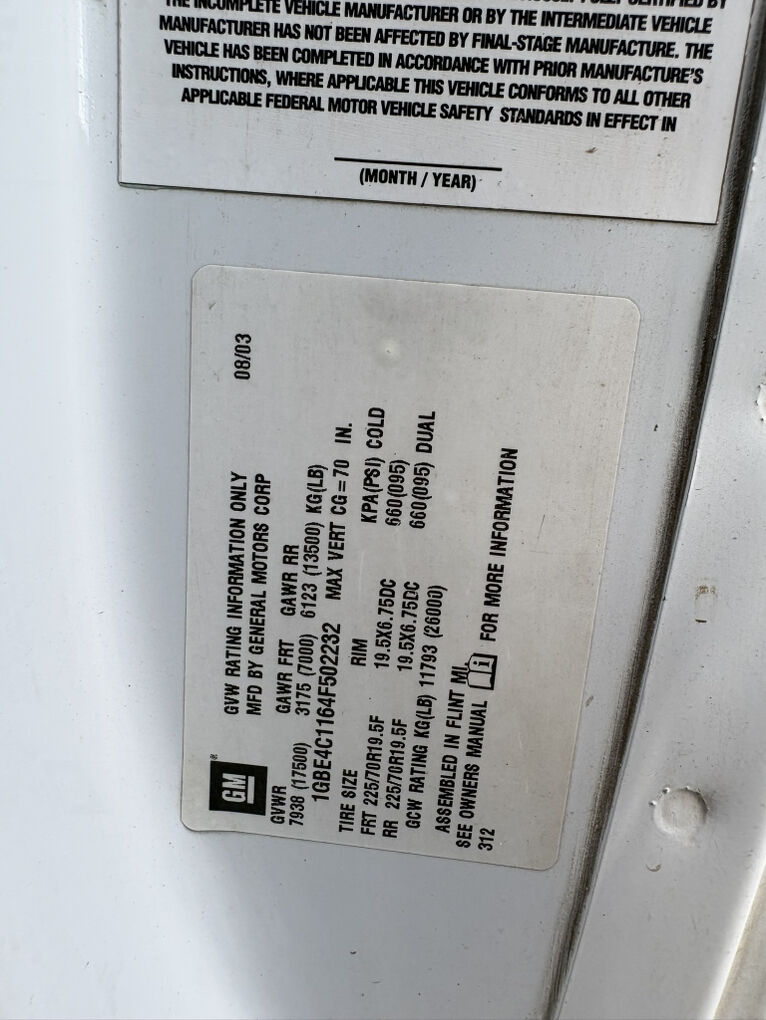 THE INCOMPLETE VEHICLE MANUFACTURER OR BY THE INTERMEDIATE VEHICLE
MANUFACTURER HAS NOT BEEN AFFECTED BY FINAL-STAGE MANUFACTURE. THE
VEHICLE HAS BEEN COMPLETED IN ACCORDANCE WITH PRIOR MANUFACTURE'S
INSTRUCTIONS, WHERE APPLICABLE THIS VEHICLE CONFORMS TO ALL OTHER
APPLICABLE FEDERAL MOTOR VEHICLE SAFETY STANDARDS IN EFFECT IN
(MONTH / YEAR)
GM®
GVW RATING INFORMATION ONLY 08/03
MFD BY GENERAL MOTORS CORP
GVWR GAWR FRT GAWR RR
7938 (17500) 3175 (7000) 6123 (13500) KG(LB)
1GBE4C1164F502232 MAX VERT CG = 70 IN.
TIRE SIZE RIM KPA(PSI) COLD
FRT 225/70R19.5F 19.5X6.75DC 660(095)
RR 225/70R19.5F 19.5X6.75DC 660(095) DUAL
GCW RATING KG(LB) 11793 (26000)
ASSEMBLED IN FLINT MI.
SEE OWNERS MANUAL i FOR MORE INFORMATION
312